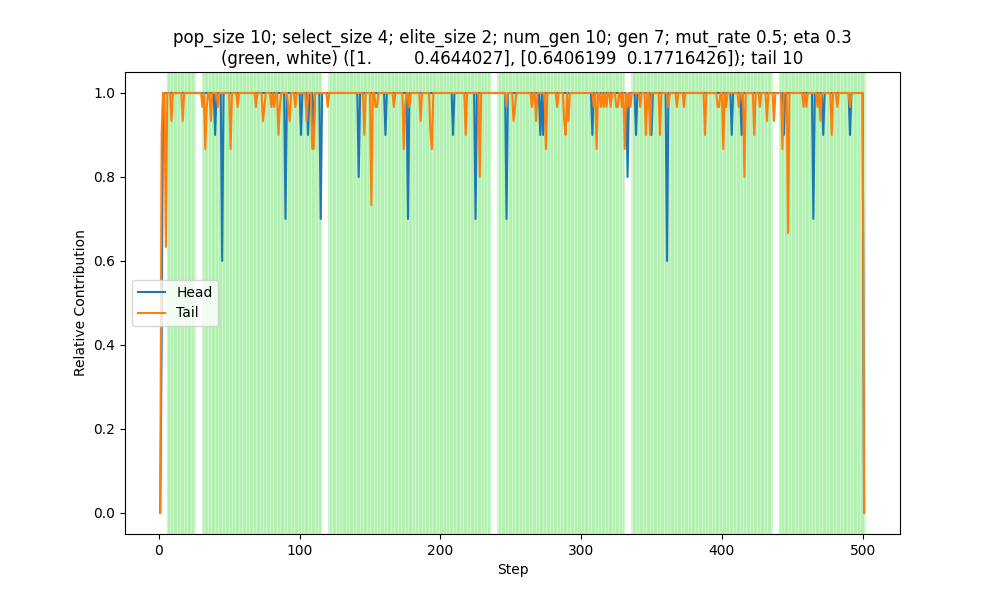 pop_size 10; select_size 4; elite_size 2; num_gen 10; gen 7; mut_rate 0.5; eta 0.3
(green, white) ([1. 0.4644027], [0.6406199 0.17716426]); tail 10
1.0
0.8
0.6
0.4
0.2
0.0
Relative Contribution
Head
Tail
0 100 200 300 400 500
Step